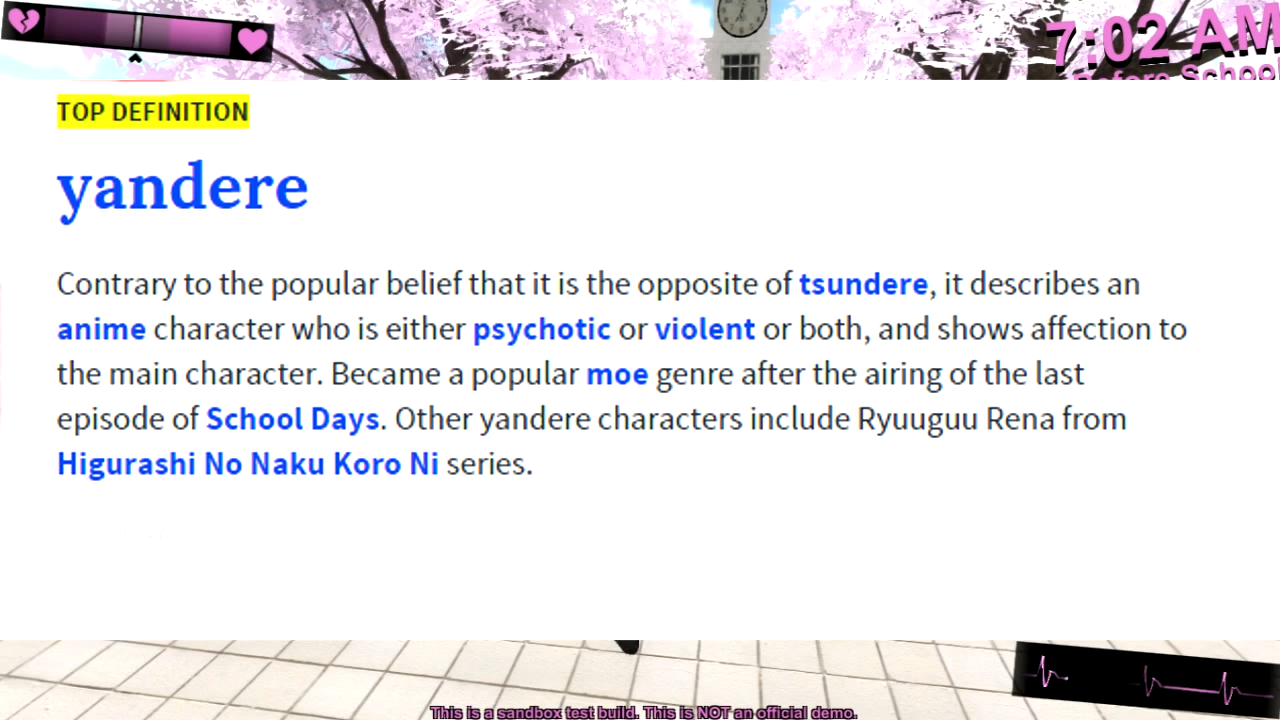 7:02 AM
Before School
TOP DEFINITION
yandere
Contrary to the popular belief that it is the opposite of tsundere, it describes an
anime character who is either psychotic or violent or both, and shows affection to
the main character. Became a popular moe genre after the airing of the last
episode of School Days. Other yandere characters include Ryuuguu Rena from
Higurashi No Naku Koro Ni series.
This is a sandbox test build. This is NOT an official demo.